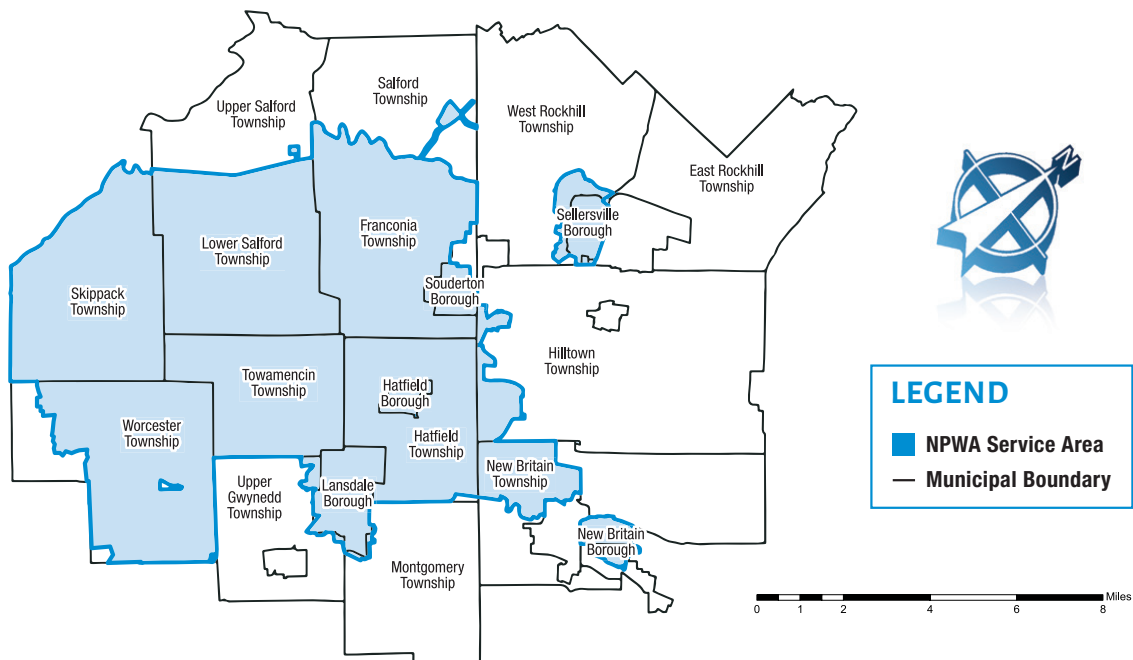 Upper Salford
Township
Salford
Township
West Rockhill
Township
East Rockhill
Township
N
Sellersville
Borough
Franconia
Township
Lower Salford
Township
Souderton
Borough
Skippack
Township
Hilltown
Township
Towamencin
Township
Hatfield
Borough
Worcester
Township
Hatfield
Township
New Britain
Township
Upper
Gwynedd
Township
Lansdale
Borough
New Britain
Borough
Montgomery
Township
LEGEND
NPWA Service Area
Municipal Boundary
0 1 2 4 6 8 Miles